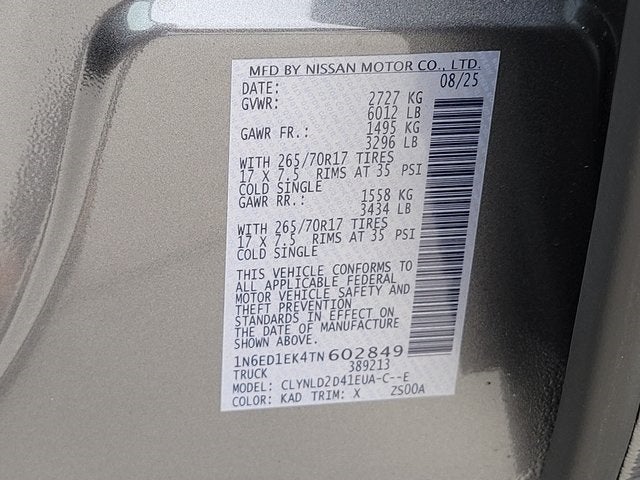 MFD BY NISSAN MOTOR CO., LTD.
DATE: 08/25
GVWR: 2727 KG
6012 LB
GAWR FR.: 1495 KG
3296 LB
WITH 265/70R17 TIRES
17 X 7.5 RIMS AT 35 PSI
COLD SINGLE
GAWR RR.: 1558 KG
3434 LB
WITH 265/70R17 TIRES
17 X 7.5 RIMS AT 35 PSI
COLD SINGLE
THIS VEHICLE CONFORMS TO
ALL APPLICABLE FEDERAL
MOTOR VEHICLE SAFETY AND
THEFT PREVENTION
STANDARDS IN EFFECT ON
THE DATE OF MANUFACTURE
SHOWN ABOVE.
1N6ED1EK4TN602849
TRUCK 389213
MODEL: CLYNLD2D41EUA-C--E
COLOR: KAD TRIM: X ZS00A